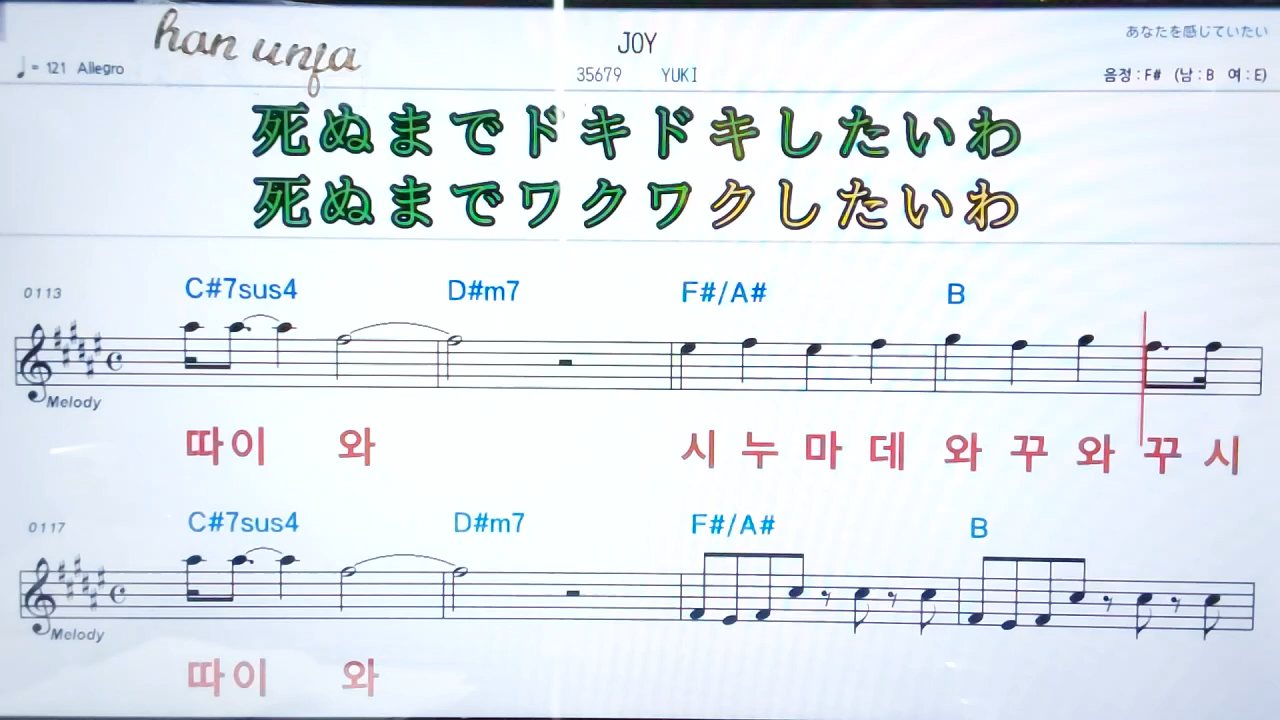 han unja
JOY
あなたを感じていたい
♩= 121 Allegro
35679 YUKI
음정 : F# (남 : B 여 : E)
死ぬまでドキドキしたいわ
死ぬまでワクワクしたいわ
0113
C#7sus4 D#m7 F#/A# B
Melody
따이 와 시 누 마 데 와 꾸 와 꾸 시
0117
C#7sus4 D#m7 F#/A# B
Melody
따이 와